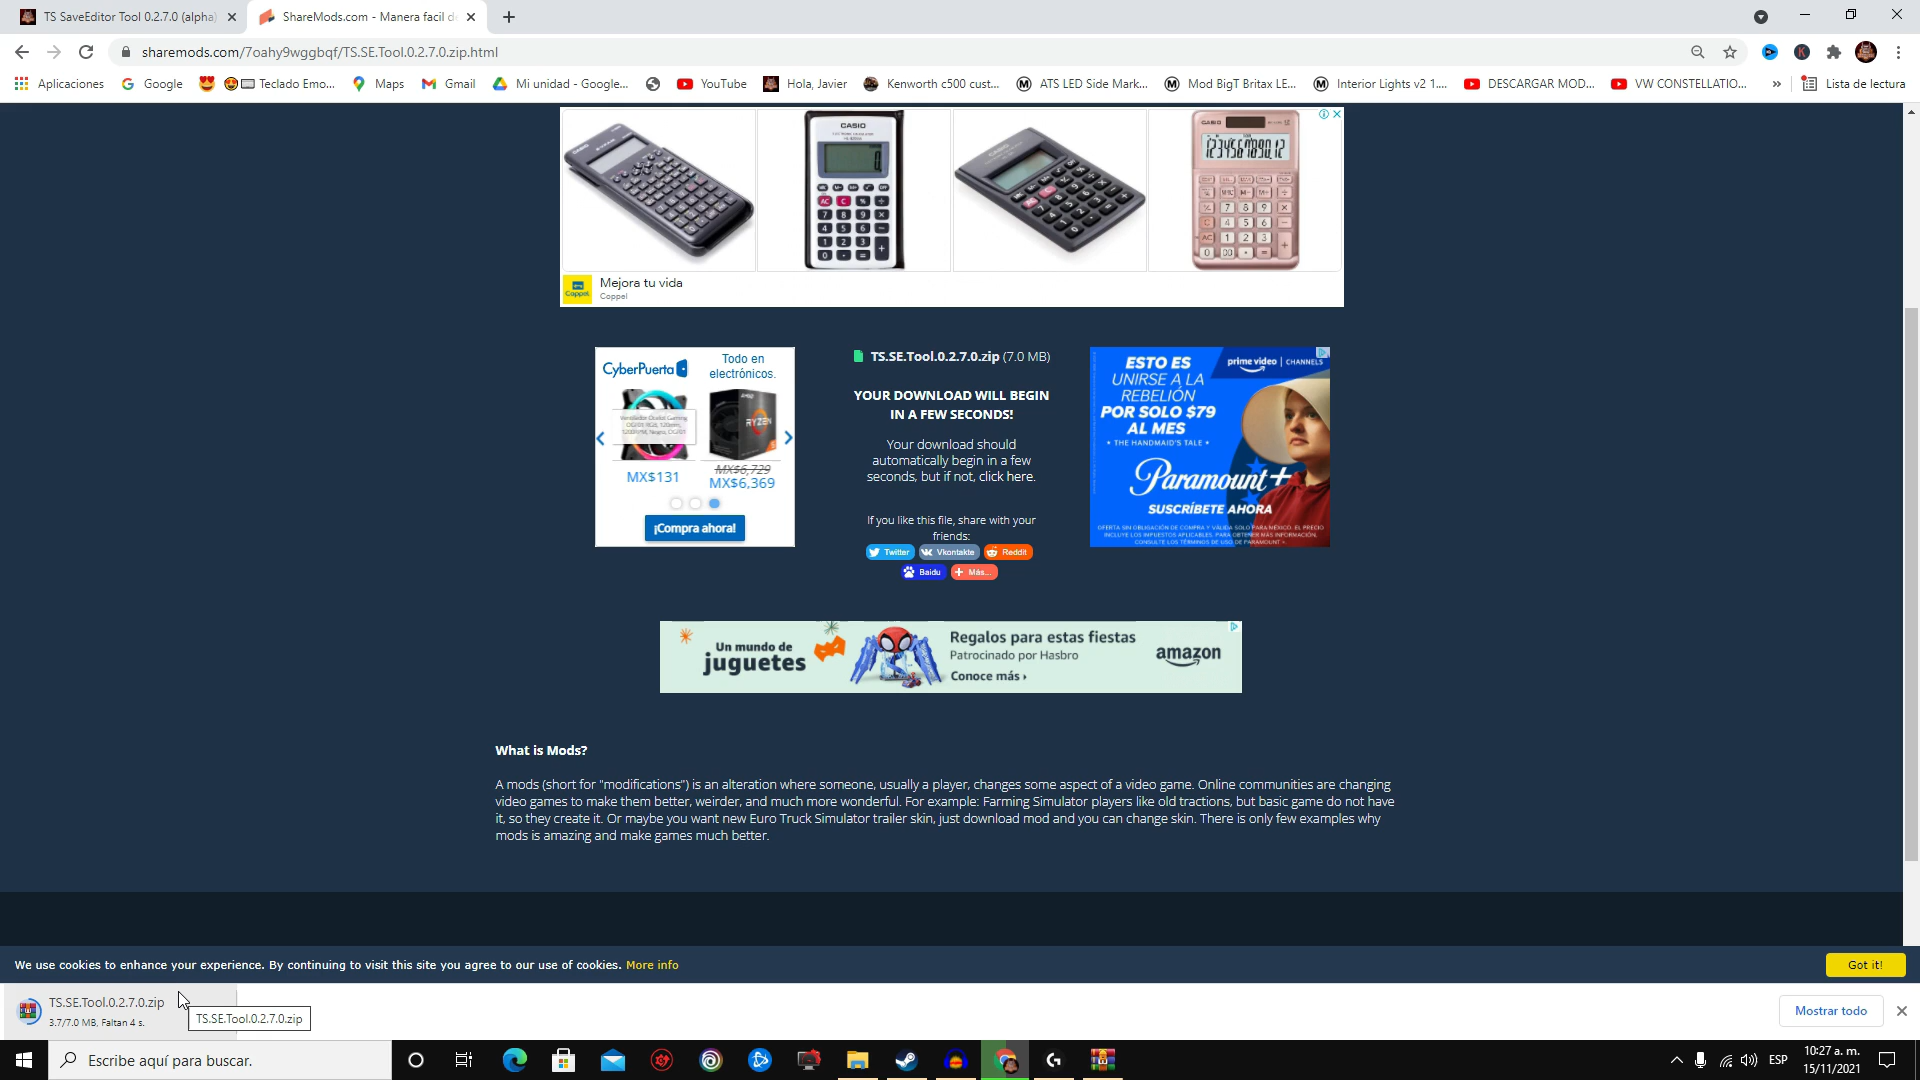 TS SaveEditor Tool 0.2.7.0 (alpha)
ShareMods.com - Manera facil d
sharemods.com/7oahy9wggbqf/TS.SE.Tool.0.2.7.0.zip.html
Aplicaciones
Google
Teclado Emo...
Maps
Gmail
Mi unidad - Google...
YouTube
Hola, Javier
Kenworth c500 cust...
ATS LED Side Mark...
Mod BigT Britax LE...
Interior Lights v2 1....
DESCARGAR MOD...
VW CONSTELLATIO...
»
Lista de lectura
CASIO
CASIO
Mejora tu vida
Coppel
Coppel
CyberPuerta
Todo en
electrónicos.
RYZEN
MX$131
MX$6,729
MX$6,369
¡Compra ahora!
TS.SE.Tool.0.2.7.0.zip (7.0 MB)
YOUR DOWNLOAD WILL BEGIN
IN A FEW SECONDS!
Your download should
automatically begin in a few
seconds, but if not, click here.
If you like this file, share with your
friends:
Twitter
Vkontakte
Reddit
Baidu
Más...
ESTO ES
UNIRSE A LA
REBELIÓN
POR SOLO $79
AL MES
• THE HANDMAID'S TALE •
prime video | CHANNELS
Paramount+
SUSCRÍBETE AHORA
OFERTA SIN OBLIGACIÓN DE COMPRA Y VÁLIDA SOLO PARA MÉXICO. EL PRECIO
INCLUYE LOS IMPUESTOS APLICABLES. PARA OBTENER MÁS INFORMACIÓN,
CONSULTE LOS TÉRMINOS DE USO DE PARAMOUNT +.
Un mundo de
juguetes
Regalos para estas fiestas
Patrocinado por Hasbro
Conoce más ›
amazon
What is Mods?
A mods (short for "modifications") is an alteration where someone, usually a player, changes some aspect of a video game. Online communities are changing
video games to make them better, weirder, and much more wonderful. For example: Farming Simulator players like old tractions, but basic game do not have
it, so they create it. Or maybe you want new Euro Truck Simulator trailer skin, just download mod and you can change skin. There is only few examples why
mods is amazing and make games much better.
We use cookies to enhance your experience. By continuing to visit this site you agree to our use of cookies. More info
Got it!
TS.SE.Tool.0.2.7.0.zip
3.7/7.0 MB, Faltan 4 s.
TS.SE.Tool.0.2.7.0.zip
Mostrar todo
Escribe aquí para buscar.
ESP
10:27 a. m.
15/11/2021